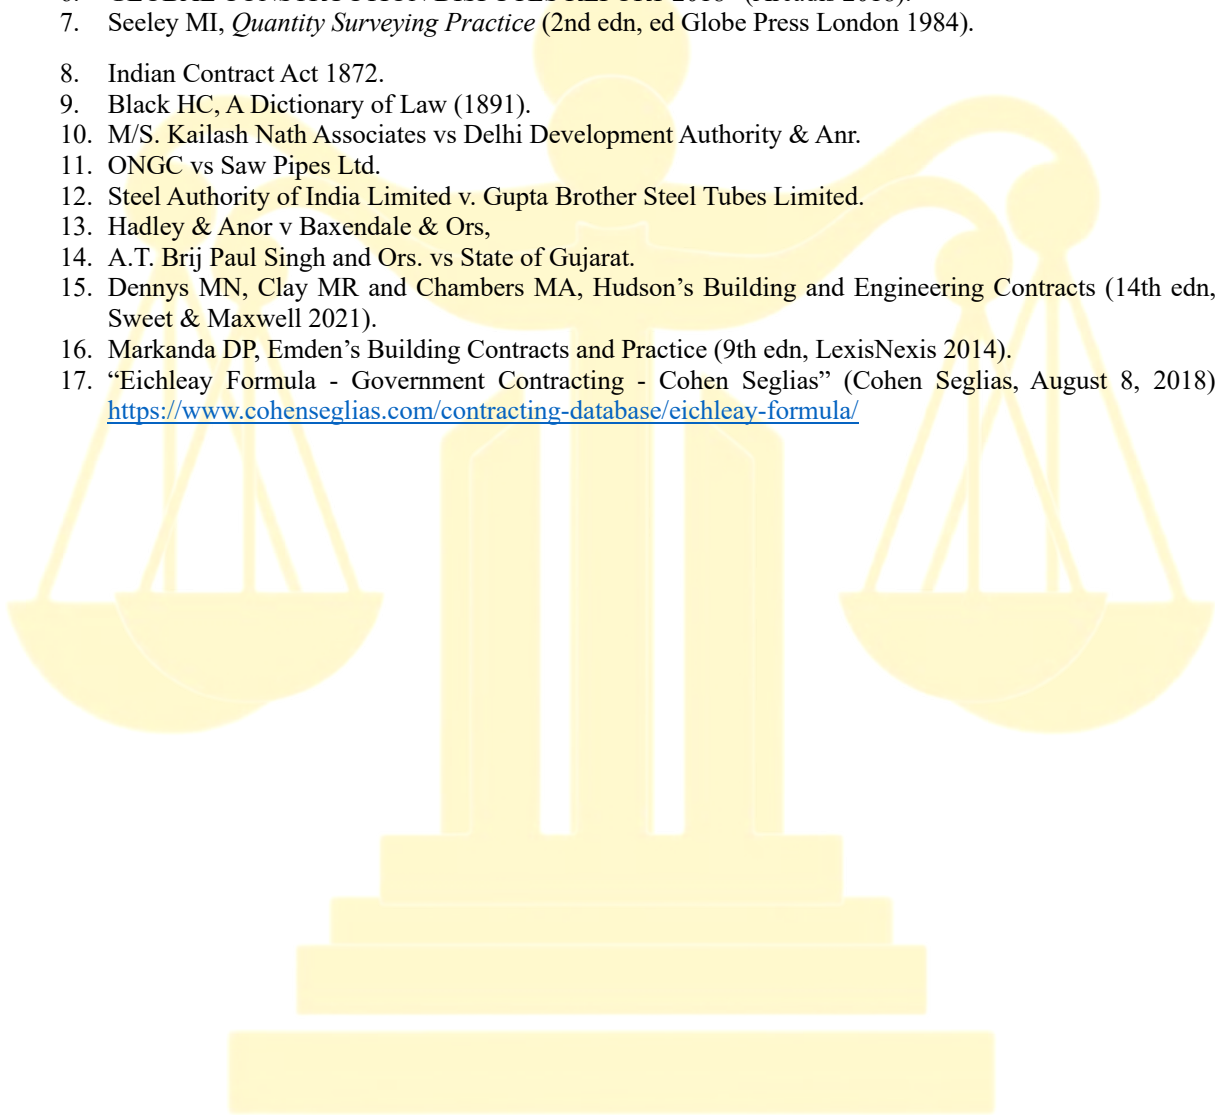 7. Seeley MI, Quantity Surveying Practice (2nd edn, ed Globe Press London 1984).
8. Indian Contract Act 1872.
9. Black HC, A Dictionary of Law (1891).
10. M/S. Kailash Nath Associates vs Delhi Development Authority & Anr.
11. ONGC vs Saw Pipes Ltd.
12. Steel Authority of India Limited v. Gupta Brother Steel Tubes Limited.
13. Hadley & Anor v Baxendale & Ors,
14. A.T. Brij Paul Singh and Ors. vs State of Gujarat.
15. Dennys MN, Clay MR and Chambers MA, Hudson’s Building and Engineering Contracts (14th edn,
Sweet & Maxwell 2021).
16. Markanda DP, Emden’s Building Contracts and Practice (9th edn, LexisNexis 2014).
17. “Eichleay Formula - Government Contracting - Cohen Seglias” (Cohen Seglias, August 8, 2018)
https://www.cohenseglias.com/contracting-database/eichleay-formula/